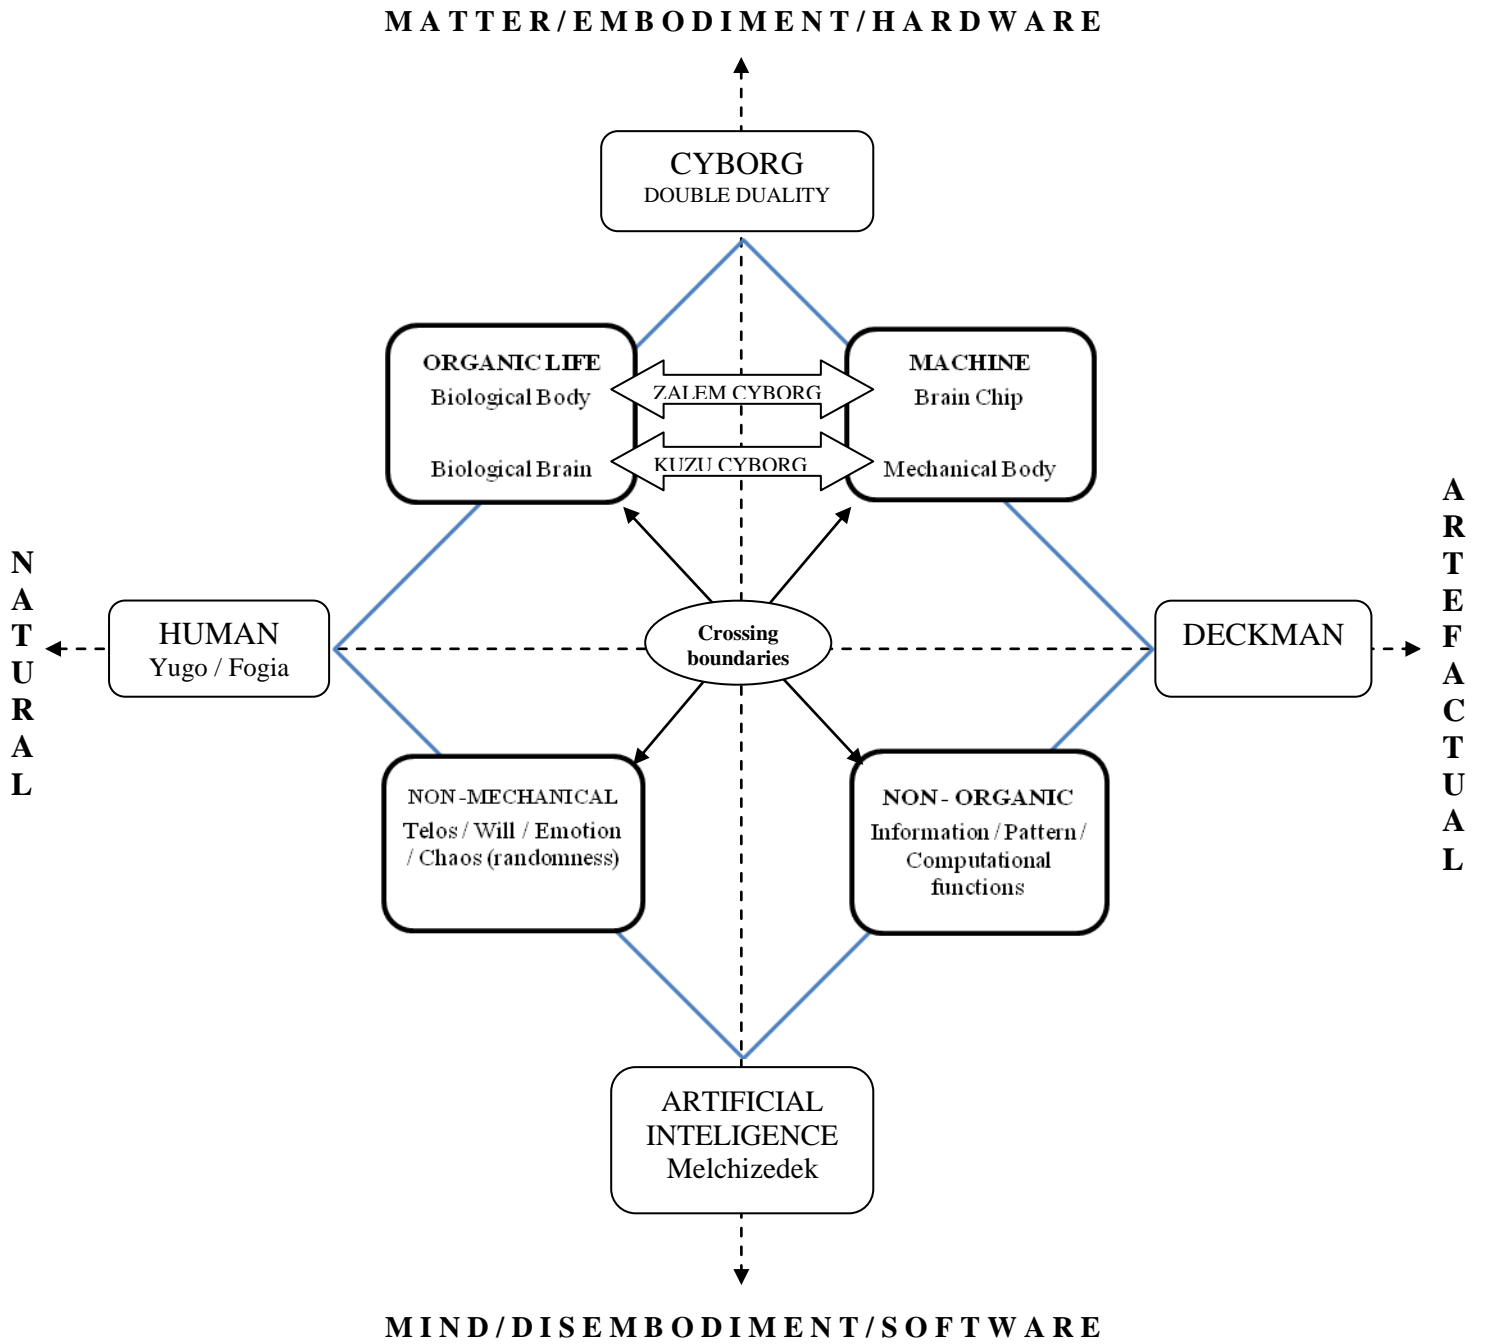 MATTER/EMBODIMENT/HARDWARE
CYBORG
DOUBLE DUALITY
ORGANIC LIFE
Biological Body
Biological Brain
ZALEM CYBORG
KUZU CYBORG
MACHINE
Brain Chip
Mechanical Body
NATURAL
HUMAN
Yugo / Fogia
Crossing
boundaries
DECKMAN
ARTEFACTUAL
NON-MECHANICAL
Telos / Will / Emotion
/ Chaos (randomness)
NON- ORGANIC
Information / Pattern /
Computational
functions
ARTIFICIAL
INTELIGENCE
Melchizedek
MIND/DISEMBODIMENT/SOFTWARE